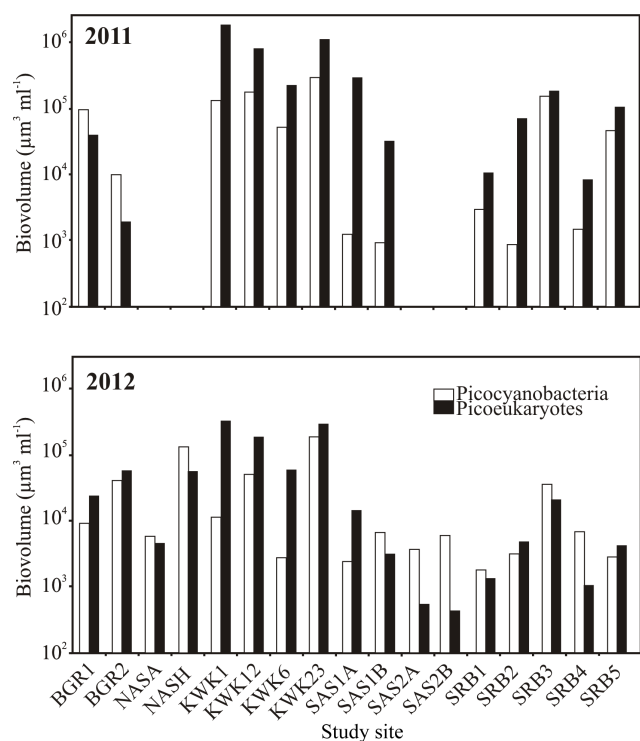 2011
Biovolume (µm³ ml⁻¹)
10⁶
10⁵
10⁴
10³
10²
2012
Picocyanobacteria
Picoeukaryotes
Biovolume (µm³ ml⁻¹)
10⁶
10⁵
10⁴
10³
10²
BGR1
BGR2
NASA
NASH
KWK1
KWK12
KWK6
KWK23
SAS1A
SAS1B
SAS2A
SAS2B
SRB1
SRB2
SRB3
SRB4
SRB5
Study site